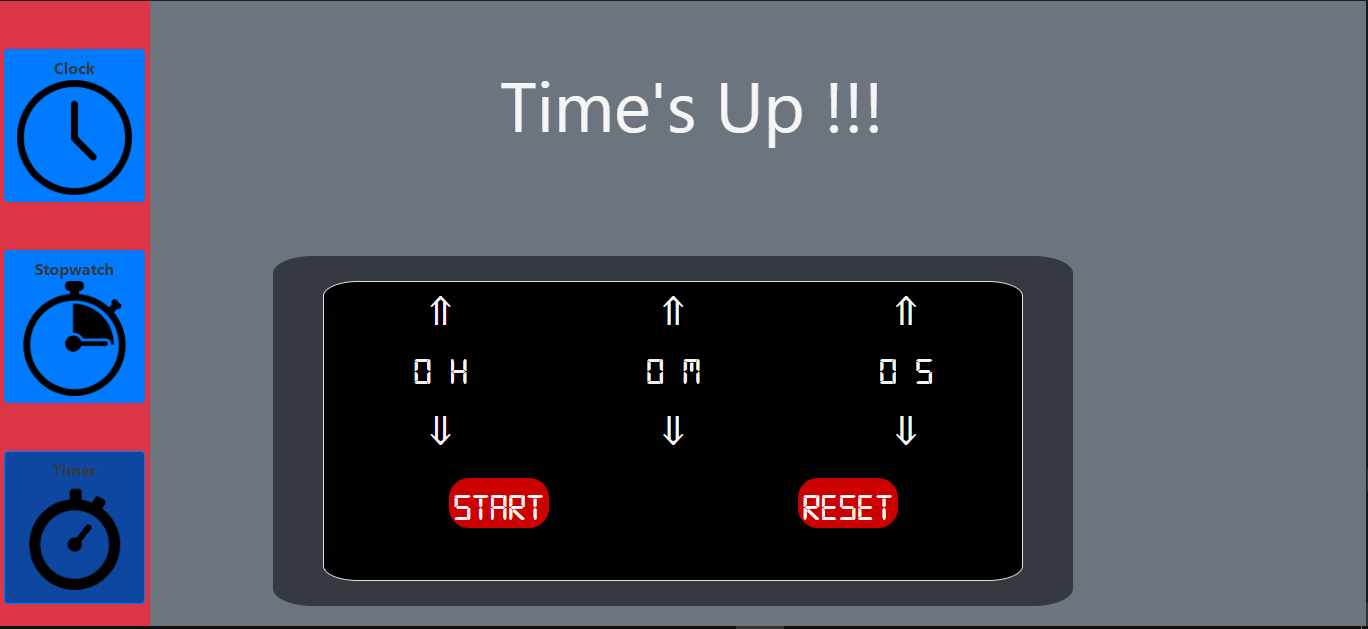 Clock
Stopwatch
Timer
Time's Up !!!
⇑ ⇑ ⇑
0 H 0 M 0 S
⇓ ⇓ ⇓
START RESET